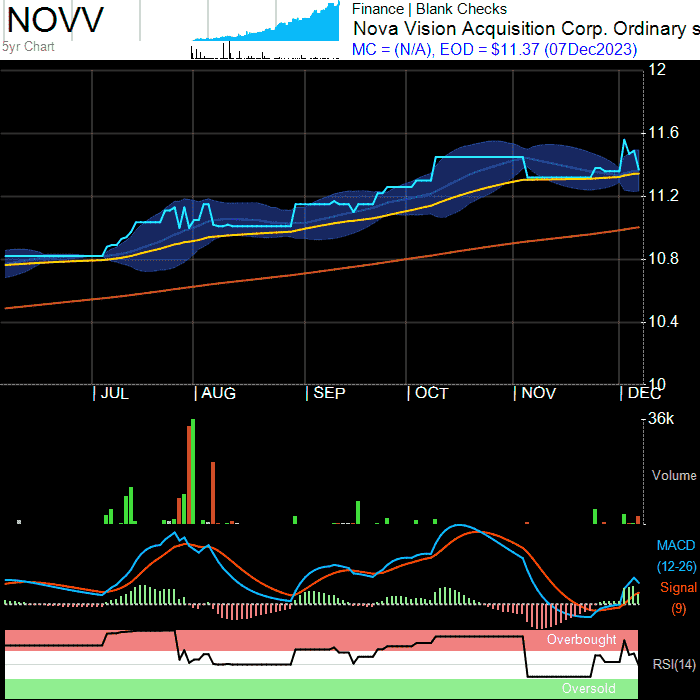 NOVV
5yr Chart
Finance | Blank Checks
Nova Vision Acquisition Corp. Ordinary s
MC = (N/A), EOD = $11.37 (07Dec2023)
12
11.6
11.2
10.8
10.4
10
JUL AUG SEP OCT NOV DEC
36k
Volume
MACD
(12-26)
Signal
(9)
Overbought
RSI(14)
Oversold